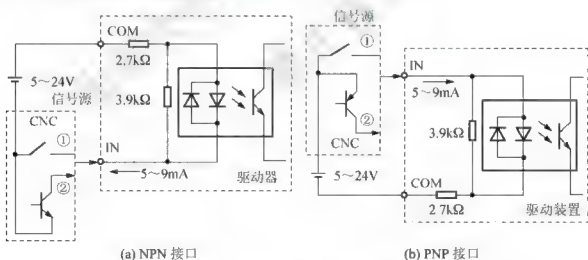 COM
2.7kΩ
5～24V
信号源
3.9kΩ
CNC
①
②
IN
5～9mA
驱动器
(a) NPN 接口
信号源
①
②
CNC
IN
5～9mA
3.9kΩ
5～24V
COM
2 7kΩ
驱动装置
(b) PNP 接口